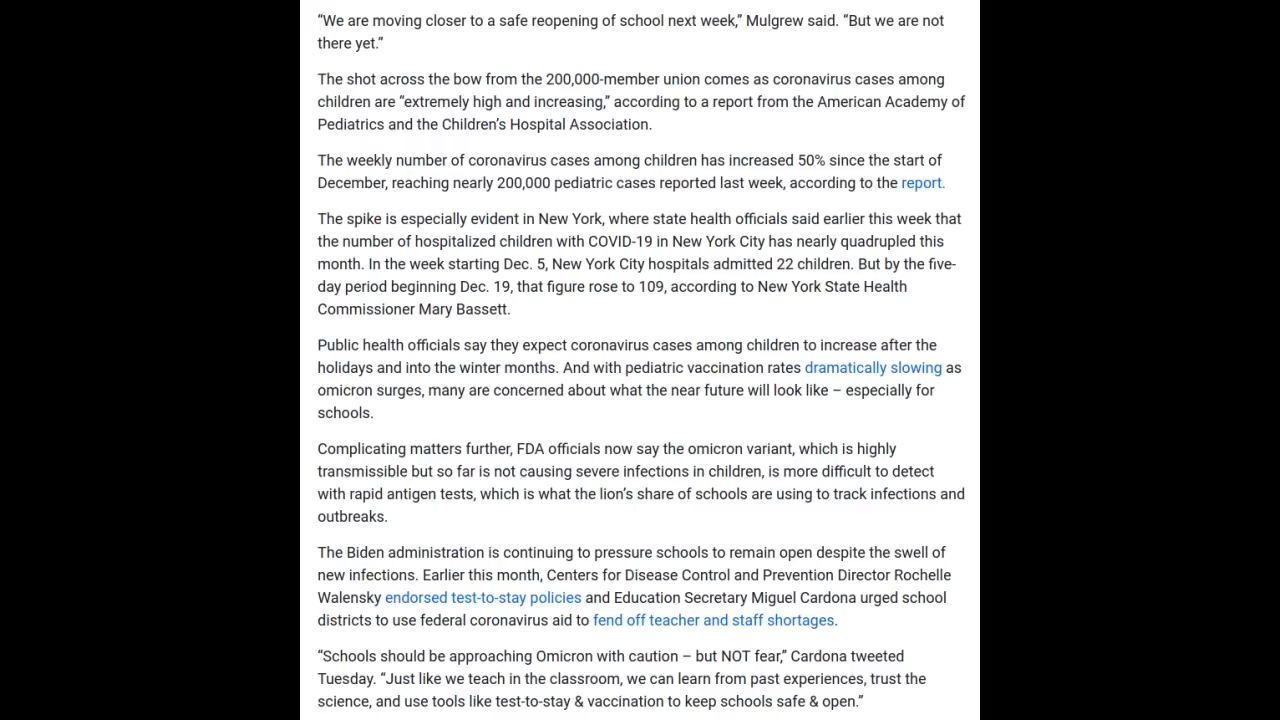 “We are moving closer to a safe reopening of school next week,” Mulgrew said. “But we are not
there yet.”
The shot across the bow from the 200,000-member union comes as coronavirus cases among
children are “extremely high and increasing,” according to a report from the American Academy of
Pediatrics and the Children’s Hospital Association.
The weekly number of coronavirus cases among children has increased 50% since the start of
December, reaching nearly 200,000 pediatric cases reported last week, according to the report.
The spike is especially evident in New York, where state health officials said earlier this week that
the number of hospitalized children with COVID-19 in New York City has nearly quadrupled this
month. In the week starting Dec. 5, New York City hospitals admitted 22 children. But by the five-
day period beginning Dec. 19, that figure rose to 109, according to New York State Health
Commissioner Mary Bassett.
Public health officials say they expect coronavirus cases among children to increase after the
holidays and into the winter months. And with pediatric vaccination rates dramatically slowing as
omicron surges, many are concerned about what the near future will look like – especially for
schools.
Complicating matters further, FDA officials now say the omicron variant, which is highly
transmissible but so far is not causing severe infections in children, is more difficult to detect
with rapid antigen tests, which is what the lion’s share of schools are using to track infections and
outbreaks.
The Biden administration is continuing to pressure schools to remain open despite the swell of
new infections. Earlier this month, Centers for Disease Control and Prevention Director Rochelle
Walensky endorsed test-to-stay policies and Education Secretary Miguel Cardona urged school
districts to use federal coronavirus aid to fend off teacher and staff shortages.
“Schools should be approaching Omicron with caution – but NOT fear,” Cardona tweeted
Tuesday. “Just like we teach in the classroom, we can learn from past experiences, trust the
science, and use tools like test-to-stay & vaccination to keep schools safe & open.”